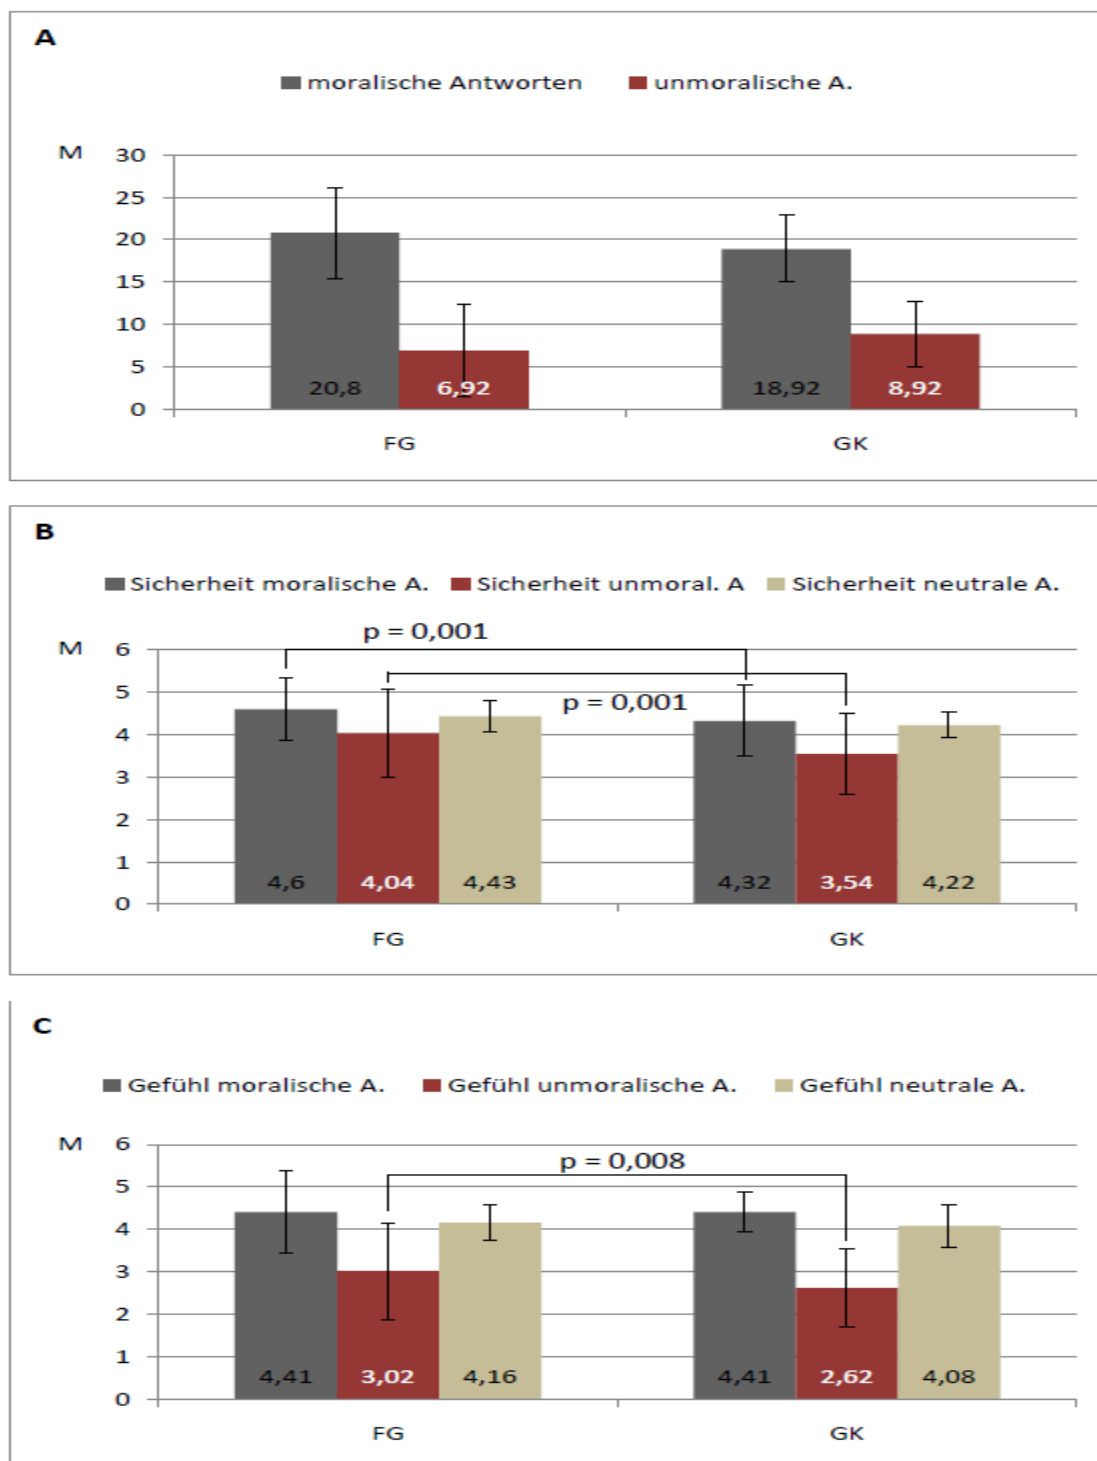 A
moralische Antworten unmoralische A.
M 30
25
20
15
10
5
0
20,8 6,92 18,92 8,92
FG GK
B
Sicherheit moralische A. Sicherheit unmoral. A Sicherheit neutrale A.
p = 0,001
M 6
5
p = 0,001
4
3
2
1
0
4,6 4,04 4,43 4,32 3,54 4,22
FG GK
C
Gefühl moralische A. Gefühl unmoralische A. Gefühl neutrale A.
M 6
p = 0,008
5
4
3
2
1
0
4,41 3,02 4,16 4,41 2,62 4,08
FG GK